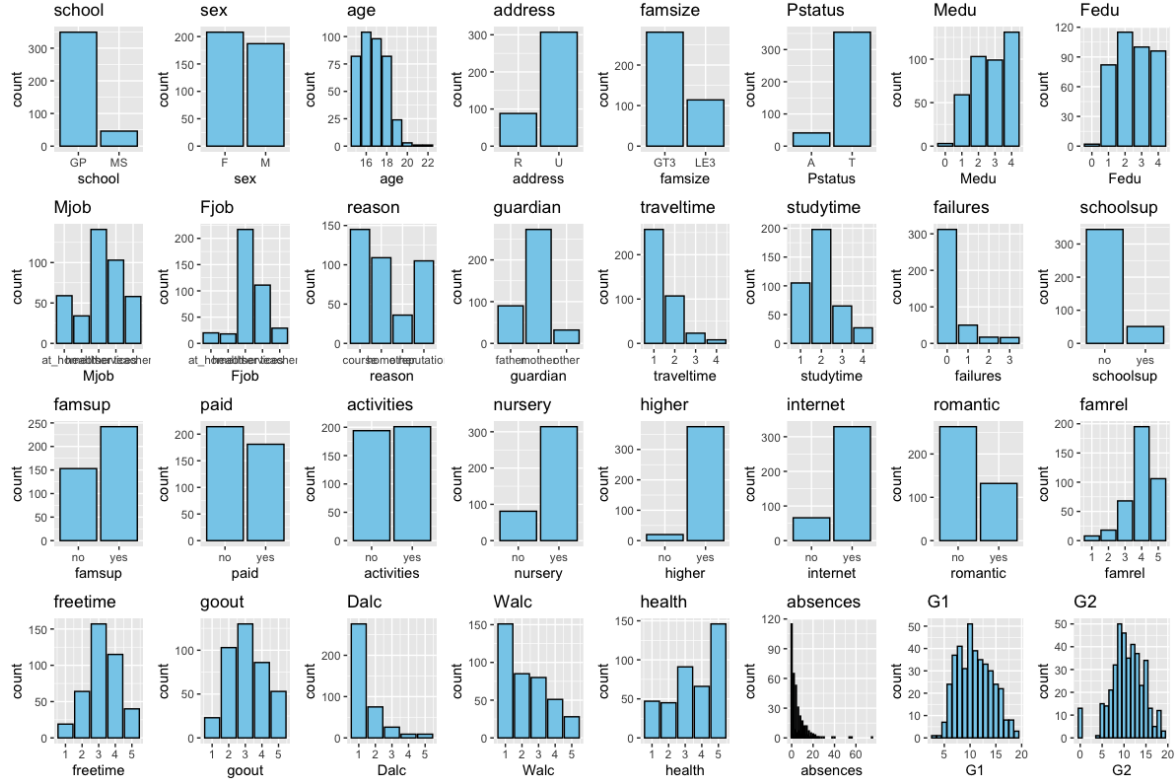 school sex age address famsize Pstatus Medu Fedu
count 300 200 100 0 GP MS school
count 200 150 100 50 0 F M sex
count 100 75 50 25 0 16 18 20 22 age
count 300 200 100 0 R U address
count 200 100 0 GT3 LE3 famsize
count 300 200 100 0 A T Pstatus
count 100 50 0 0 1 2 3 4 Medu
count 120 90 60 30 0 0 1 2 3 4 Fedu
Mjob Fjob reason guardian traveltime studytime failures schoolsup
count 100 50 0 Mjob
count 200 150 100 50 0 Fjob
count 150 100 50 0 course home other reputatio reason
count 200 100 0 father mother other guardian
count 200 100 0 1 2 3 4 traveltime
count 200 150 100 50 0 1 2 3 4 studytime
count 300 200 100 0 0 1 2 3 failures
count 300 200 100 0 no yes schoolsup
famsup paid activities nursery higher internet romantic famrel
count 250 200 150 100 50 0 no yes famsup
count 200 150 100 50 0 no yes paid
count 200 150 100 50 0 no yes activities
count 300 200 100 0 no yes nursery
count 300 200 100 0 no yes higher
count 300 200 100 0 no yes internet
count 200 100 0 no yes romantic
count 200 150 100 50 0 1 2 3 4 5 famrel
freetime goout Dalc Walc health absences G1 G2
count 150 100 50 0 1 2 3 4 5 freetime
count 100 50 0 1 2 3 4 5 goout
count 200 100 0 1 2 3 4 5 Dalc
count 150 100 50 0 1 2 3 4 5 Walc
count 150 100 50 0 1 2 3 4 5 health
count 120 90 60 30 0 0 20 40 60 absences
count 50 40 30 20 10 0 5 10 15 20 G1
count 50 40 30 20 10 0 0 5 10 15 20 G2